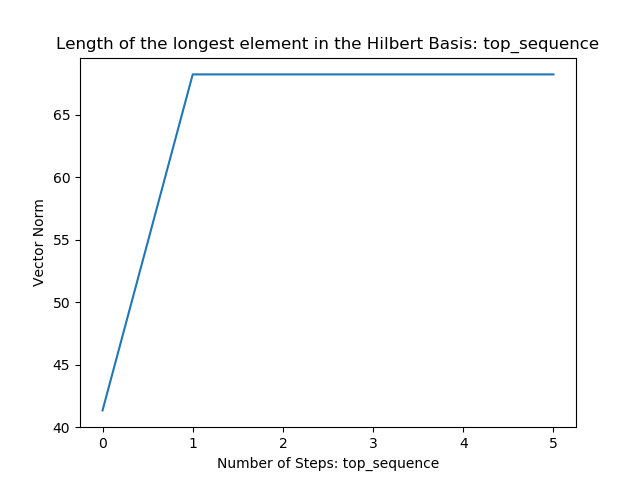 Length of the longest element in the Hilbert Basis: top_sequence
Vector Norm
65
60
55
50
45
40
0 1 2 3 4 5
Number of Steps: top_sequence